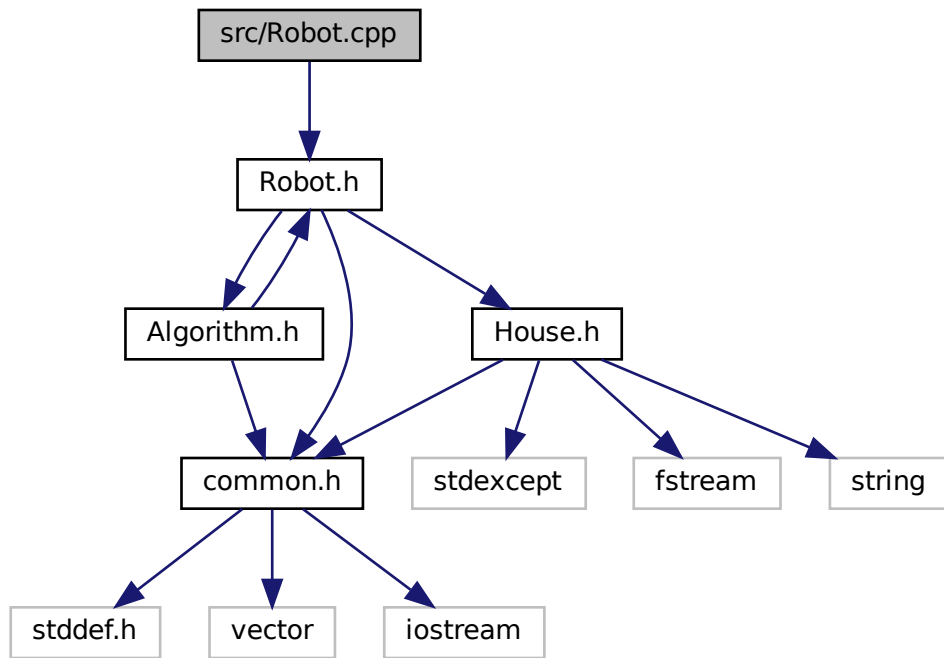 src/Robot.cpp
Robot.h
Algorithm.h
House.h
common.h
stdexcept
fstream
string
stddef.h
vector
iostream